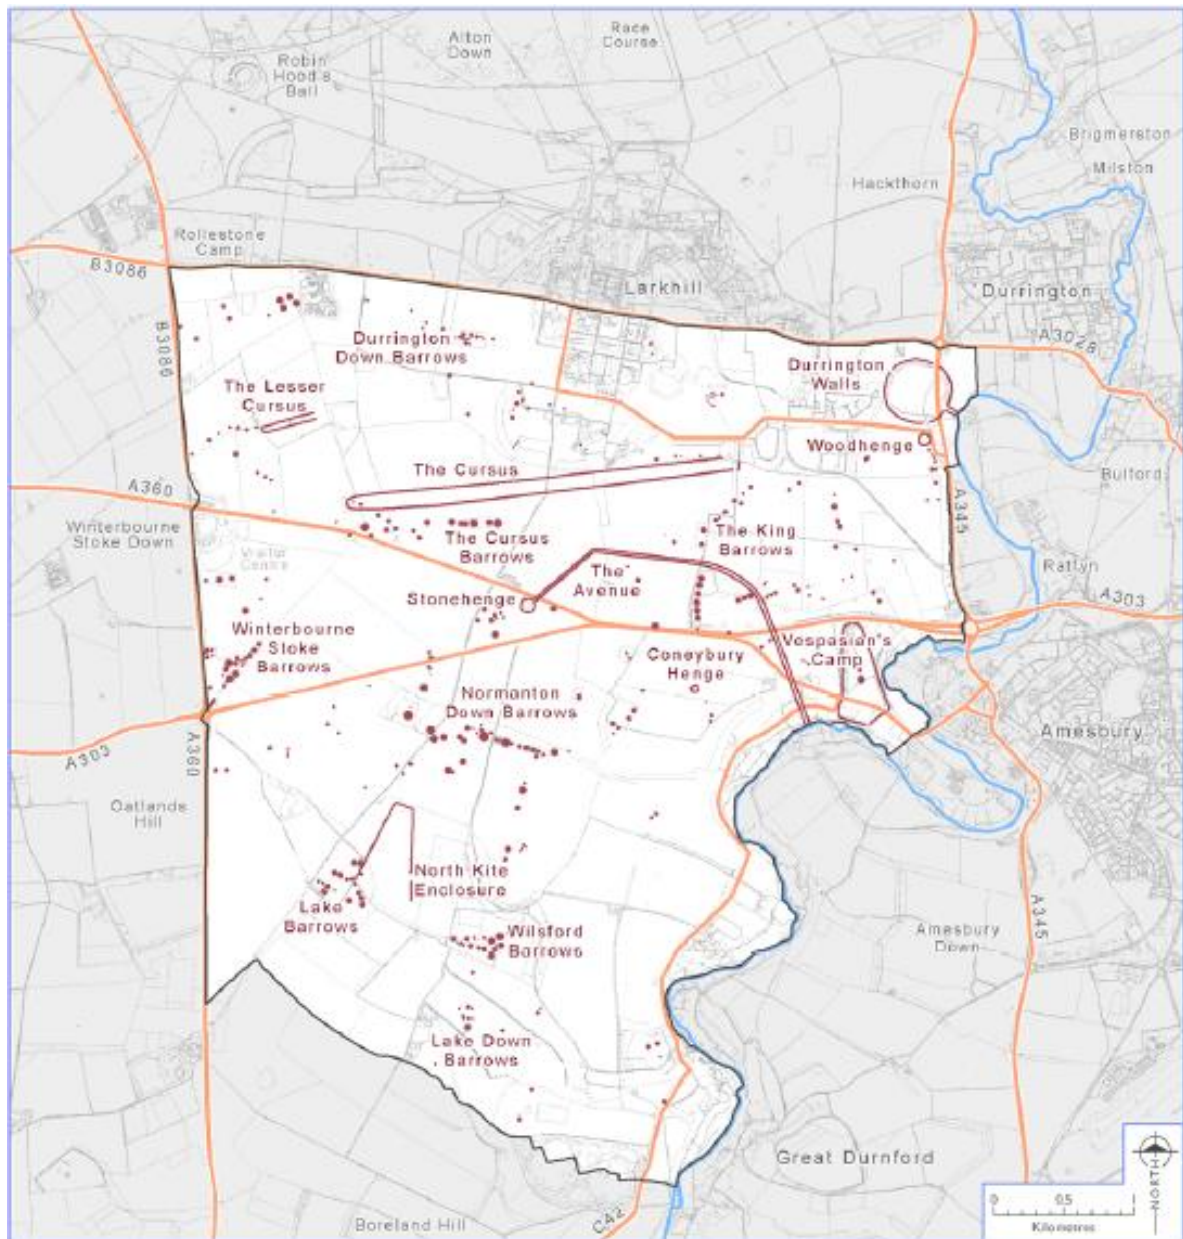 Alton
Down
Race
Course
Robin
Hood's
Ball
Brigmerston
Milston
Hackthorn
Rollestone
Camp
B3086
Larkhill
Durrington
B3086
A3028
Durrington
Down Barrows
Durrington
Walls
The Lesser
Cursus
Woodhenge
The Cursus
Bulford
A360
A345
Winterbourne
Stoke Down
Visitor
Centre
The Cursus
Barrows
The King
Barrows
Ratfyn
The
Avenue
Stonehenge
A303
Winterbourne
Stoke
Barrows
Vespasian's
Camp
Coneybury
Henge
Normanton
Down Barrows
Amesbury
A303
A360
Oatlands
Hill
North Kite
Enclosure
Lake
Barrows
Wilsford
Barrows
Amesbury
Down
A345
Lake Down
Barrows
Great Durnford
Boreland Hill
C42
0 0.5 1
Kilometres
NORTH